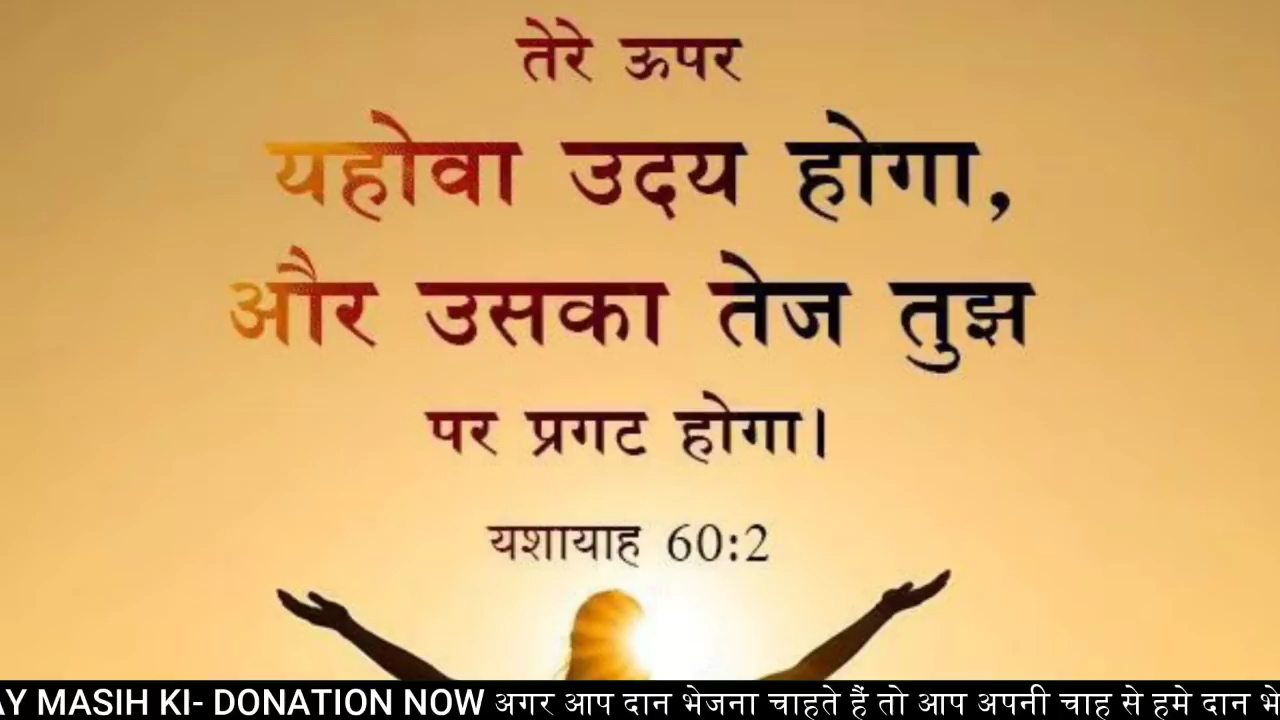 तेरे ऊपर
यहोवा उदय होगा,
और उसका तेज तुझ
पर प्रगट होगा।
यशायाह 60:2
AY MASIH KI- DONATION NOW अगर आप दान भेजना चाहते हैं तो आप अपनी चाह से हमे दान भे